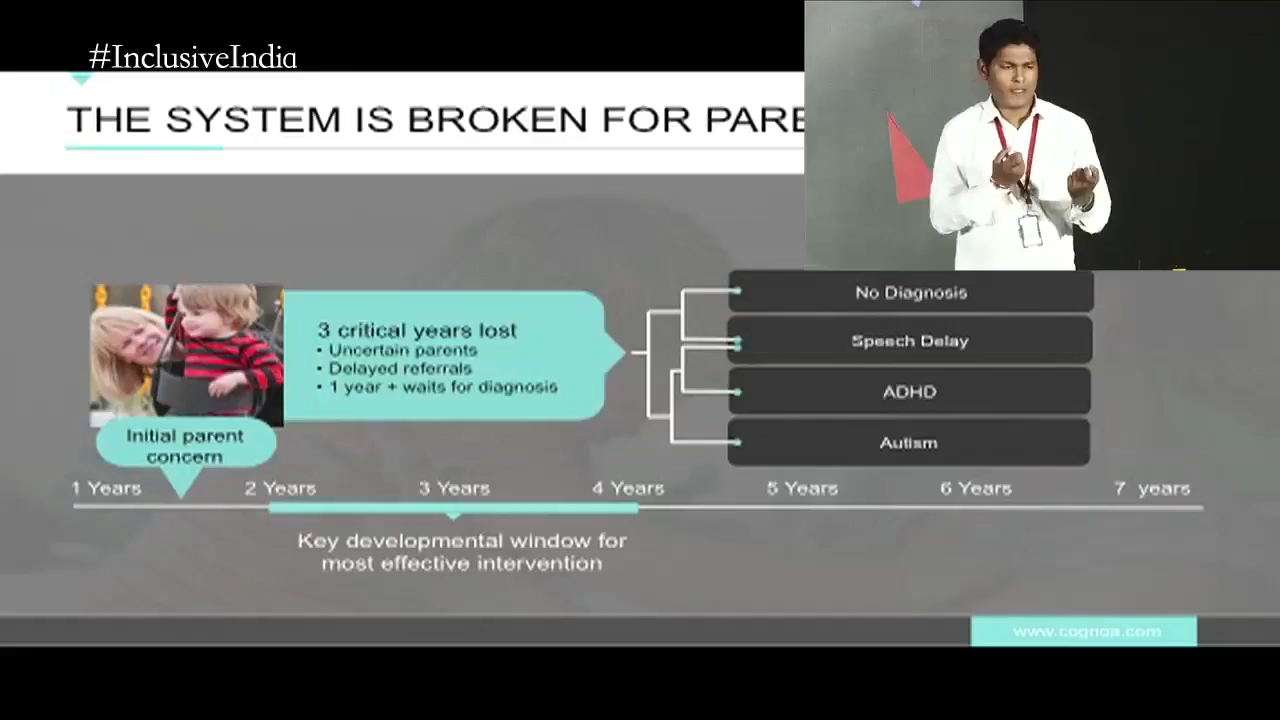 #InclusiveIndia
THE SYSTEM IS BROKEN FOR
3 critical years lost
• Uncertain parents
• Delayed referrals
• 1 year + waits for diagnosis
Initial parent
concern
No Diagnosis
Speech Delay
ADHD
Autism
1 Years 2 Years 3 Years 4 Years 5 Years 6 Years 7 years
Key developmental window for
most effective intervention
www.cognoa.com